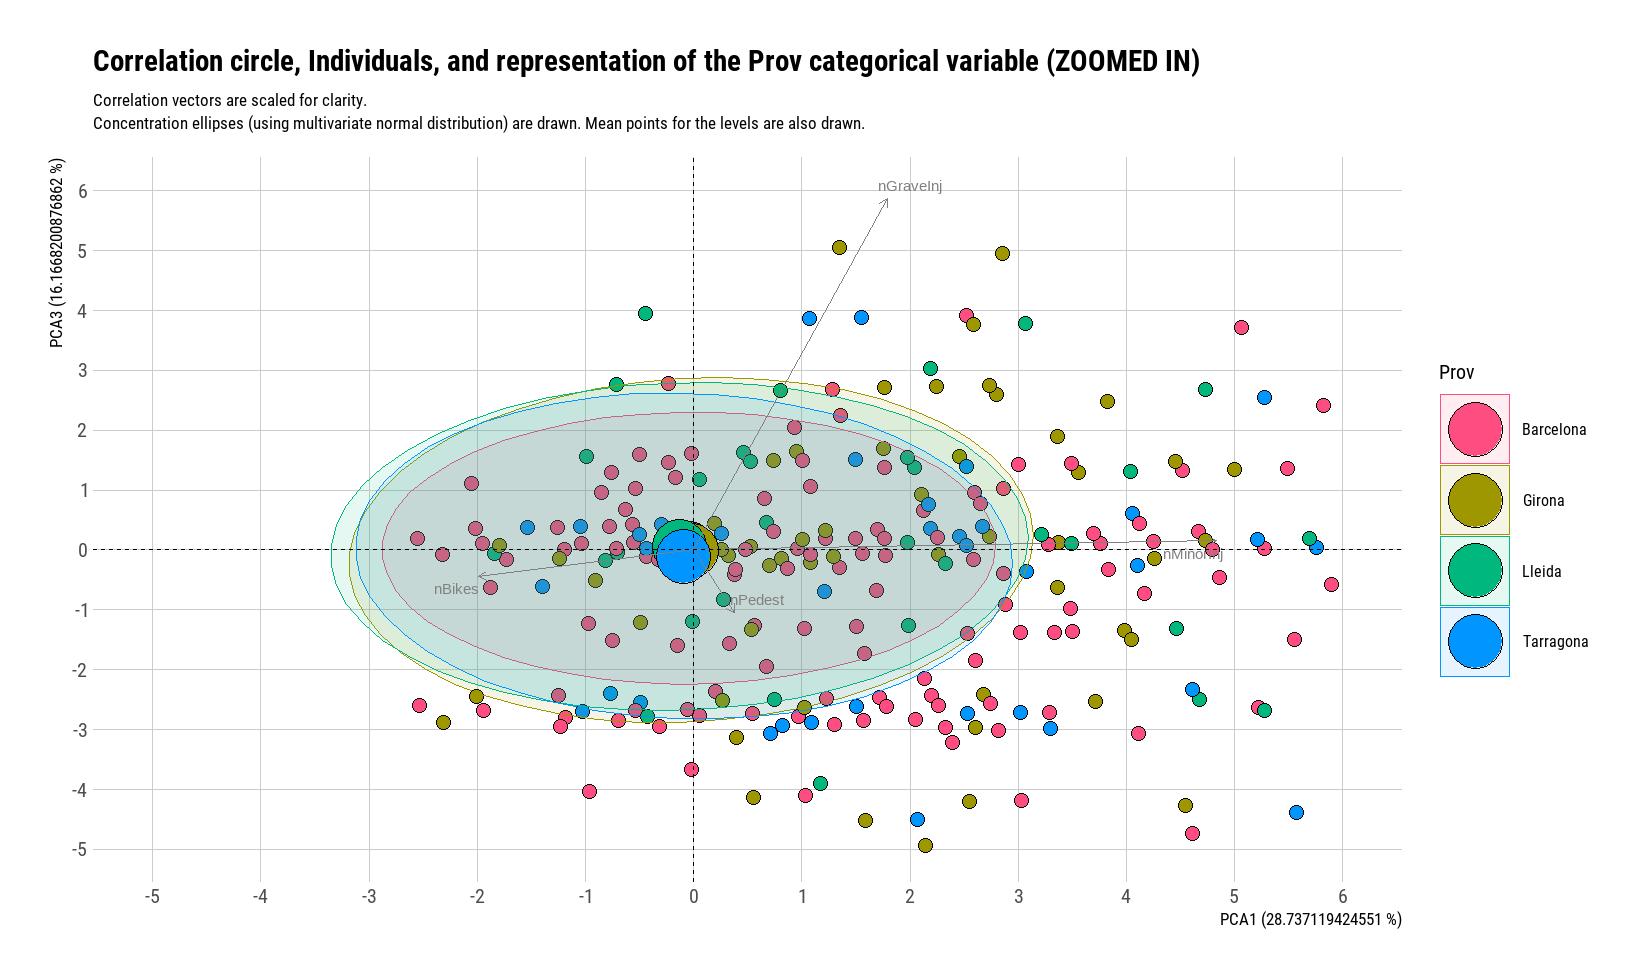 Correlation circle, Individuals, and representation of the Prov categorical variable (ZOOMED IN)
Correlation vectors are scaled for clarity.
Concentration ellipses (using multivariate normal distribution) are drawn. Mean points for the levels are also drawn.
PCA3 (16.1668200876862 %)
6
5
4
3
2
1
0
-1
-2
-3
-4
-5
nGraveInj
nMinorInj
nBikes
nPedest
-5
-4
-3
-2
-1
0
1
2
3
4
5
6
PCA1 (28.737119424551 %)
Prov
Barcelona
Girona
Lleida
Tarragona